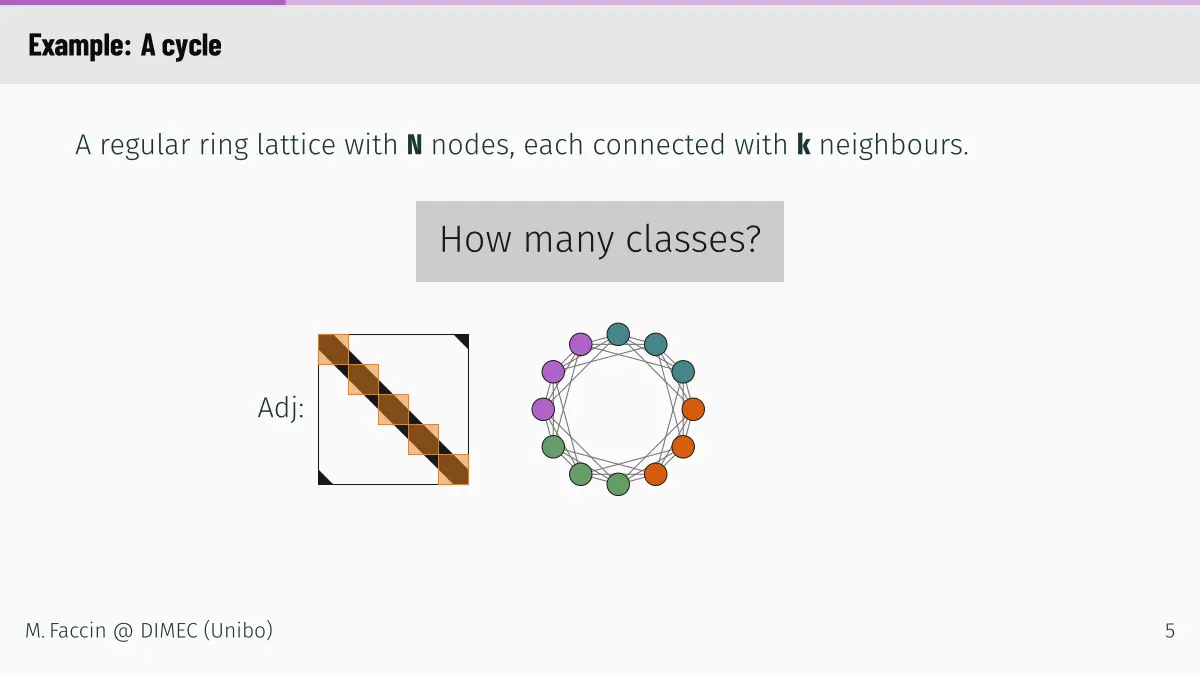 Example: A cycle
A regular ring lattice with N nodes, each connected with k neighbours.
How many classes?
Adj:
M. Faccin @ DIMEC (Unibo)
5